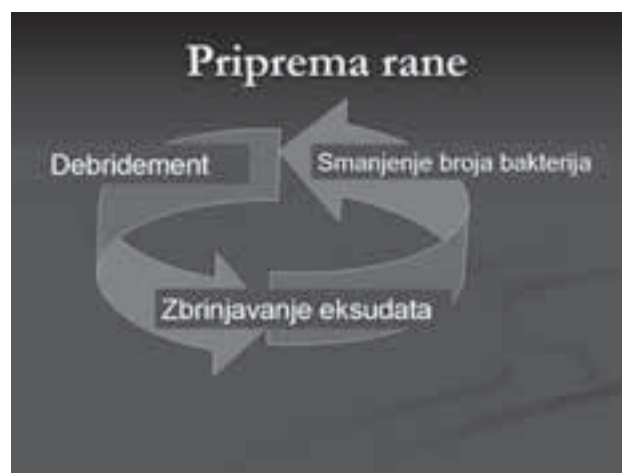 Priprema rane
Debridement
Smanjenje broja bakterija
Zbrinjavanje eksudata